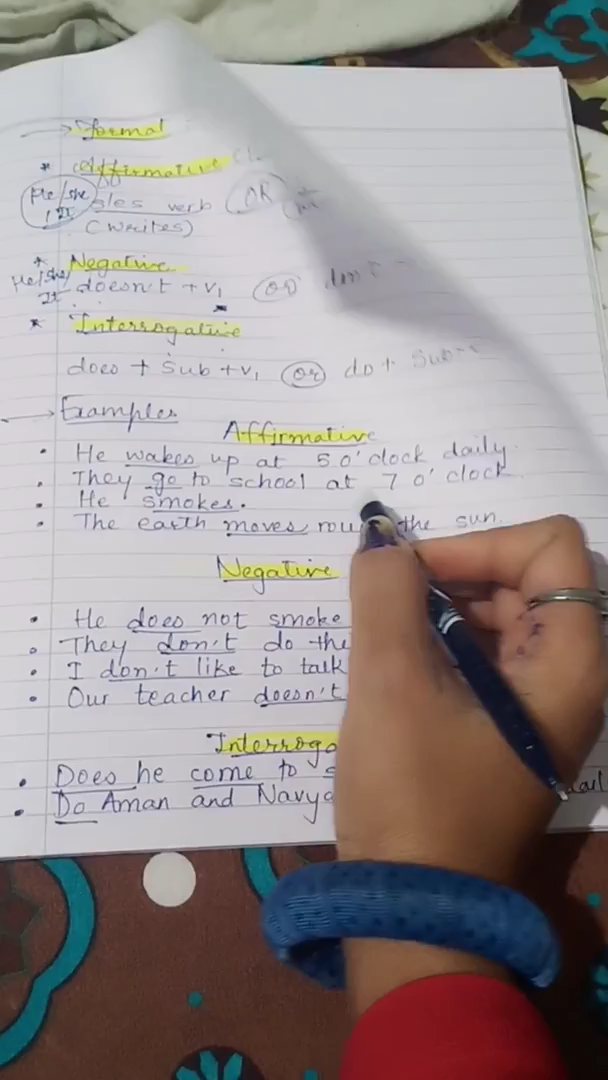 → Formal
* Affirmative
He/she/It s/es verb OR
(Writes)
* Negative
He/She/It doesn't + V1 OR don't
* Interrogative
does + sub + V1 OR do + sub
→ Examples
Affirmative
• He wakes up at 5 o'clock daily.
• They go to school at 7 o'clock.
• He smokes.
• The earth moves round the sun.
Negative
• He does not smoke
• They don't do the
• I don't like to talk
• Our teacher doesn't
Interrog
• Does he come to
• Do Aman and Navya